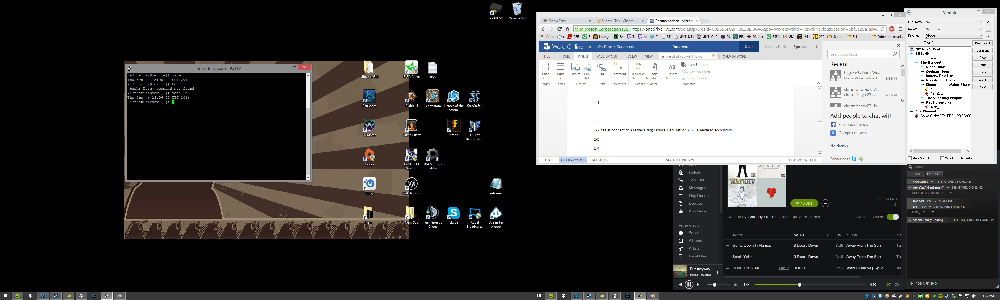 PRINTAR
Recycle Bin
dev.mtc-ist.com - PuTTY
247frazier@dev [~]# date
Thu Sep  4 15:06:20 EDT 2014
247frazier@dev [~]# Date
-bash: Date: command not found
247frazier@dev [~]# date -u
Thu Sep  4 19:06:38 UTC 2014
247frazier@dev [~]#
vibranceGUI
ESEA Client
keys
Battle.net
Diablo III
Hearthstone
Heroes of the Storm
StarCraft II
WildStar
Curse Client
Smite
Hi-Rez Diagnostic...
Origin
Battlefield 4(64 bit)
BF4 Settings Editor
Uplay
Watch_Dogs
autoexec
Nein_
Nein_SSD
TeamSpeak 3 Client
Skype
XSplit Broadcaster
Streamtip Alerter
R A W R
Diablo Fans
Submit Files - Chapter 1 -
Document.docx - Microso
Microsoft Corporation [US] https://onedrive.live.com/edit.aspx?resid=605556F02FF8C3BE!864&app=Word&wdnd=1&wdPreviousSession=5bf5a29a-ad4e-
Apps r CFB E Lounge FA T M T ST GNTLMN GNTLOLD 50 BIS D3Loot ESEA GM 1911 256 School Bills Other bookmarks
Word Online OneDrive Documents Document Share Anthony Frazier Sign out ?
FILE HOME INSERT PAGE LAYOUT REVIEW VIEW Tell me what you want to do OPEN IN WORD
Page Break
Table
Picture
Clip Art
Link
Comment
Header & Footer
Page Numbers
Insert Footnote
Insert Endnote
Show Footnotes
Show Endnotes
Pages Tables Pictures Links Comments Header & Footer Footnotes
1-1
1-2
1-2 has us connect to a server using Fedora, Red Hat, or SUSE. Unable to accomplish.
1-3
1-4
1 PAGE ABOUT 41 WORDS ENGLISH (U.S.) SAVED TO ONEDRIVE HELP IMPROVE OFFICE
Search contacts
Recent
baglea45, Frank Wi...
Frank Willes added... 8/24/14
chrismcintyre27, D...
chrismcintyre27 ad... 8/22/14
Add people to chat with
Facebook friends
Google contacts
No thanks
Connected to
Ventrilo
User Name Nein_
Server Nein_ Vent
Bindings (None)
Ping: 31
Disconnect
Comment
Chat
Setup
About
Close
Help
"A" Nein's Vent
GNTLMN
Bobbert Crew
The Hangout
Green Room
Zeeticus Room
Buttons Raid Hut
Gravylicious Room
Cheeseburger Walrus Shack
"S" Bryce
"S" Zeet
The Streaming Penguin
Das Homeworkan
Nein_
AFK Channel
Feyras (Friday 6 PM PDT = D3 SEASO
Mute Sound
Mute Microphone/Binds
Follow
Top Lists
Messages
Play Queue
Devices
App Finder
YOUR MUSIC
Songs
Albums
Artists
Local Files
WATSKY
PAUSE
FOLLOWERS
0
Created by: Anthony Frazier • 331 songs, 21 hr 34 min Available Offline
TRACK ARTIST TIME ALBUM
Going Down In Flames 3 Doors Down 3:29 Away From The Sun Tu
Sarah Yellin' 3 Doors Down 3:18 Away From The Sun Tu
DONTTRUSTME EXPLICIT 3OH!3 3:13 WANT (Deluxe [Explic... We
But Anyway
Blues Traveler
1:44 4:10
Search
FRIENDS GROUPS
/r/Unturned 15 IN GAME, 81 ONLINE
Are You A Gentlemen? 2 IN GAME, 3 ONLINE
Are You A Gentlemen? -
Bobbert FTW 1 ONLINE
Nein_ TV 2 IN GAME, 8 ONLINE
Nein_ TV -
Steam Family Sharing 6 IN CHAT, 43882 IN GAME, 19...
+ ADD A FRIEND...
3:06 PM